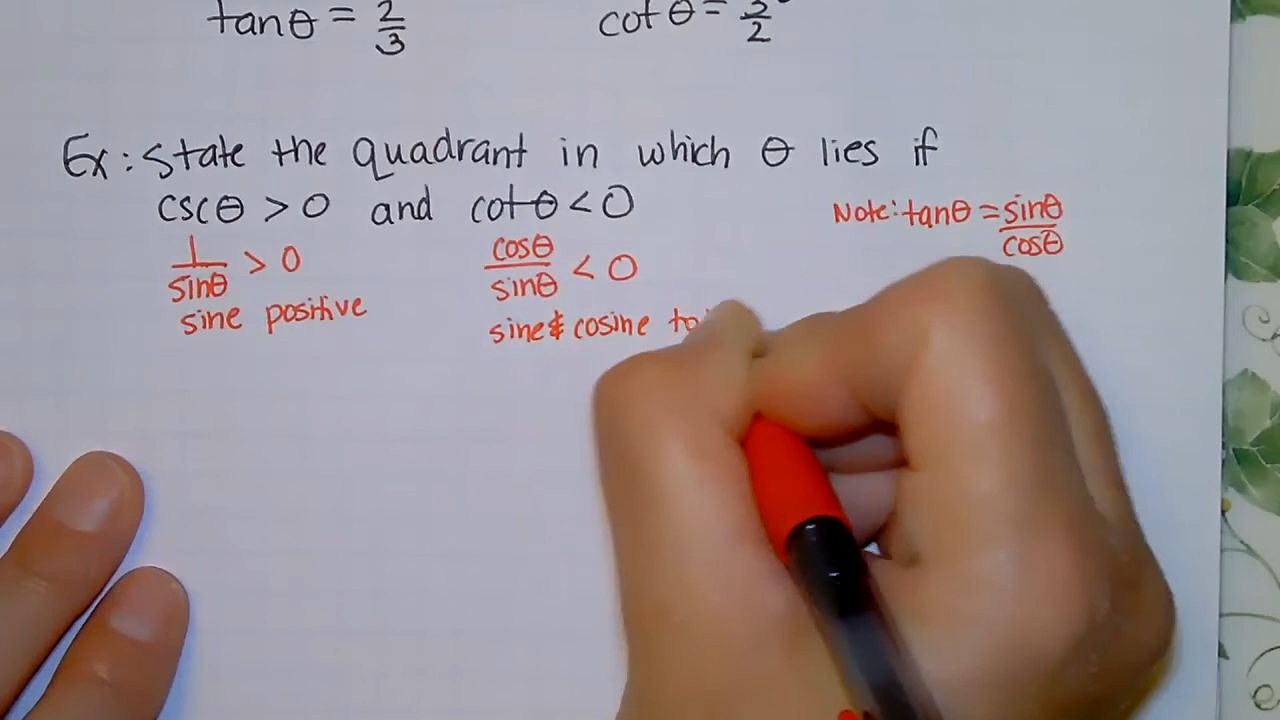 tanθ = 2/3 cotθ = 3/2
Ex: State the quadrant in which θ lies if
cscθ > 0 and cotθ < 0
Note: tanθ = sinθ/cosθ
1/sinθ > 0 cosθ/sinθ < 0
sine positive sine & cosine